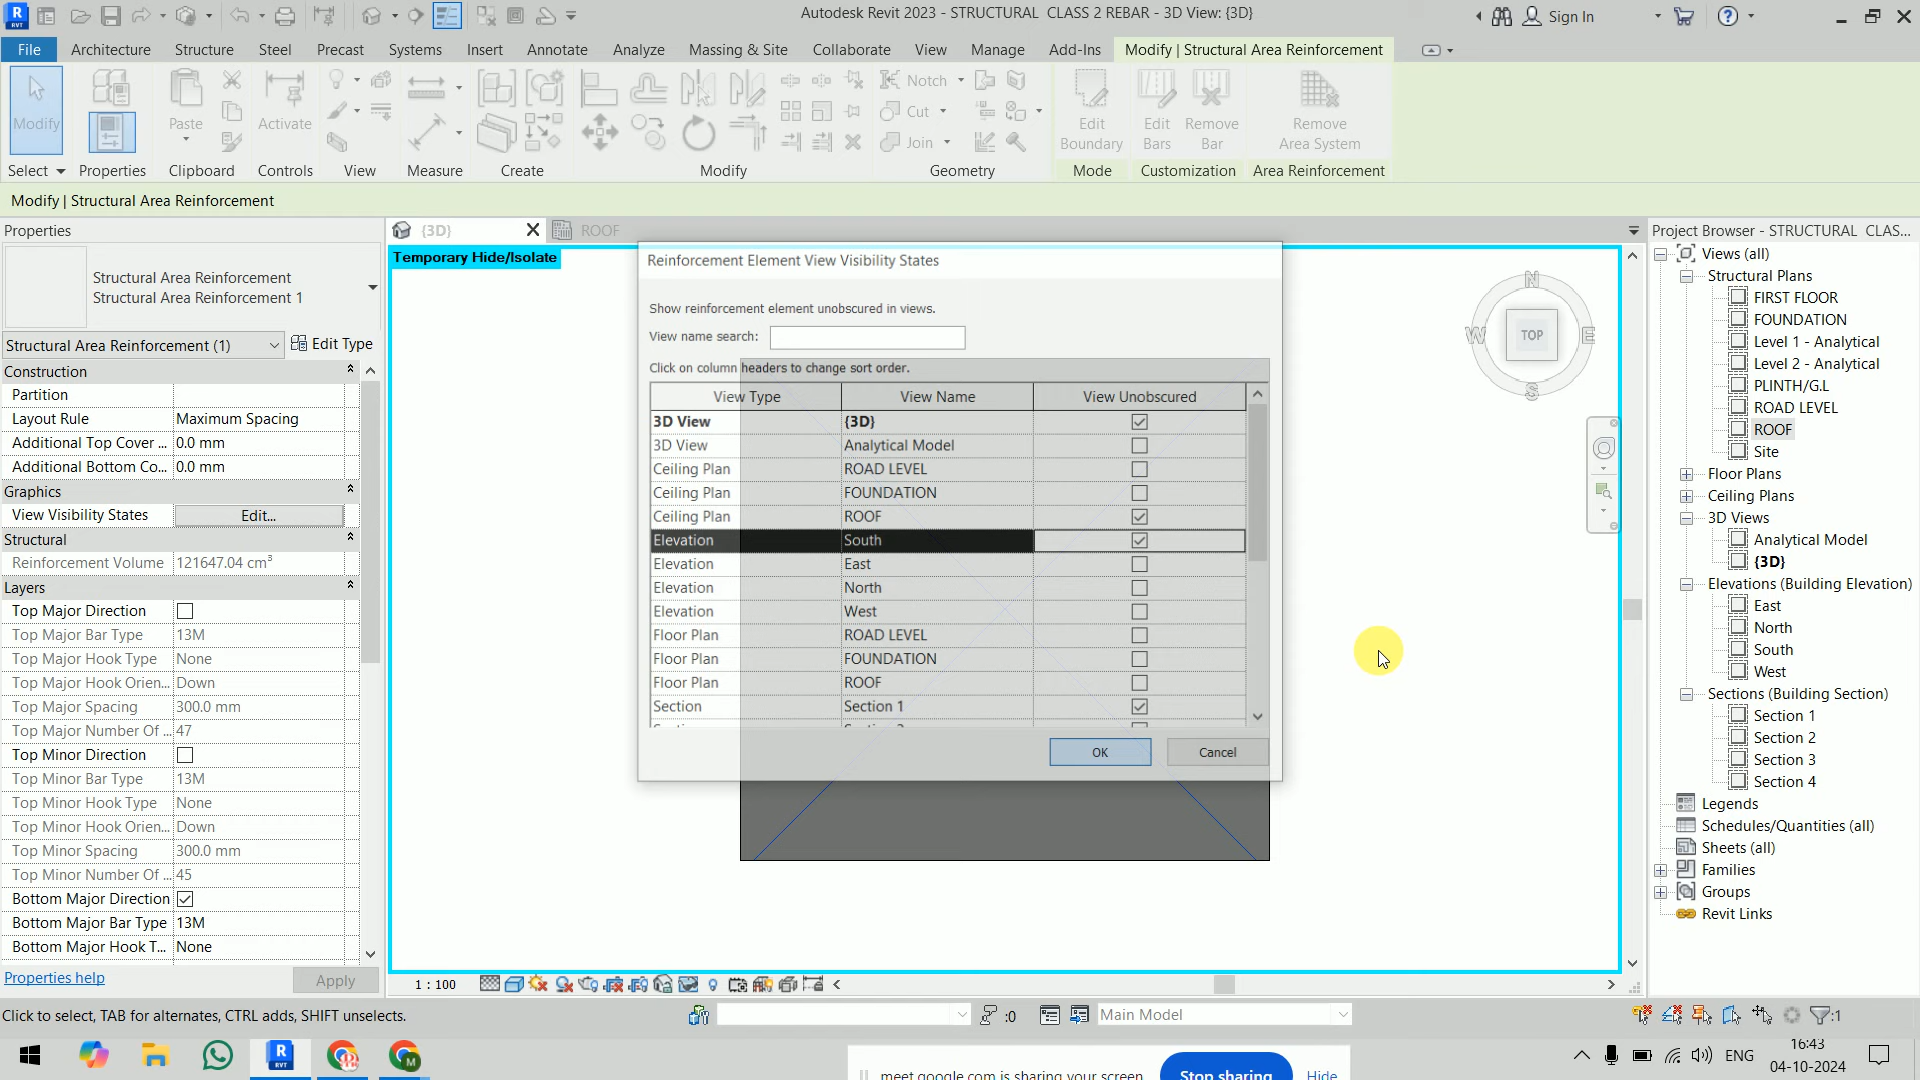 Autodesk Revit 2023 - STRUCTURAL CLASS 2 REBAR - 3D View: {3D}
Sign In
File Architecture Structure Steel Precast Systems Insert Annotate Analyze Massing & Site Collaborate View Manage Add-Ins Modify | Structural Area Reinforcement
Modify
Paste
Activate
Notch
Cut
Join
Edit Boundary
Edit Bars
Remove Bar
Remove Area System
Select Properties Clipboard Controls View Measure Create Modify Geometry Mode Customization Area Reinforcement
Modify | Structural Area Reinforcement
Properties
Structural Area Reinforcement
Structural Area Reinforcement 1
Structural Area Reinforcement (1) Edit Type
Construction
Partition
Layout Rule Maximum Spacing
Additional Top Cover ... 0.0 mm
Additional Bottom Co... 0.0 mm
Graphics
View Visibility States Edit...
Structural
Reinforcement Volume 121647.04 cm³
Layers
Top Major Direction
Top Major Bar Type 13M
Top Major Hook Type None
Top Major Hook Orien... Down
Top Major Spacing 300.0 mm
Top Major Number Of ... 47
Top Minor Direction
Top Minor Bar Type 13M
Top Minor Hook Type None
Top Minor Hook Orien... Down
Top Minor Spacing 300.0 mm
Top Minor Number Of ... 45
Bottom Major Direction
Bottom Major Bar Type 13M
Bottom Major Hook T... None
Properties help Apply
{3D} ROOF
Temporary Hide/Isolate
Reinforcement Element View Visibility States
Show reinforcement element unobscured in views.
View name search:
Click on column headers to change sort order.
View Type View Name View Unobscured
3D View {3D}
3D View Analytical Model
Ceiling Plan ROAD LEVEL
Ceiling Plan FOUNDATION
Ceiling Plan ROOF
Elevation South
Elevation East
Elevation North
Elevation West
Floor Plan ROAD LEVEL
Floor Plan FOUNDATION
Floor Plan ROOF
Section Section 1
OK Cancel
N
W TOP E
S
Project Browser - STRUCTURAL CLAS...
Views (all)
Structural Plans
FIRST FLOOR
FOUNDATION
Level 1 - Analytical
Level 2 - Analytical
PLINTH/G.L
ROAD LEVEL
ROOF
Site
Floor Plans
Ceiling Plans
3D Views
Analytical Model
{3D}
Elevations (Building Elevation)
East
North
South
West
Sections (Building Section)
Section 1
Section 2
Section 3
Section 4
Legends
Schedules/Quantities (all)
Sheets (all)
Families
Groups
Revit Links
1 : 100
Click to select, TAB for alternates, CTRL adds, SHIFT unselects.
:0
Main Model
:1
meet.google.com is sharing your screen. Stop sharing Hide
ENG
16:43
04-10-2024